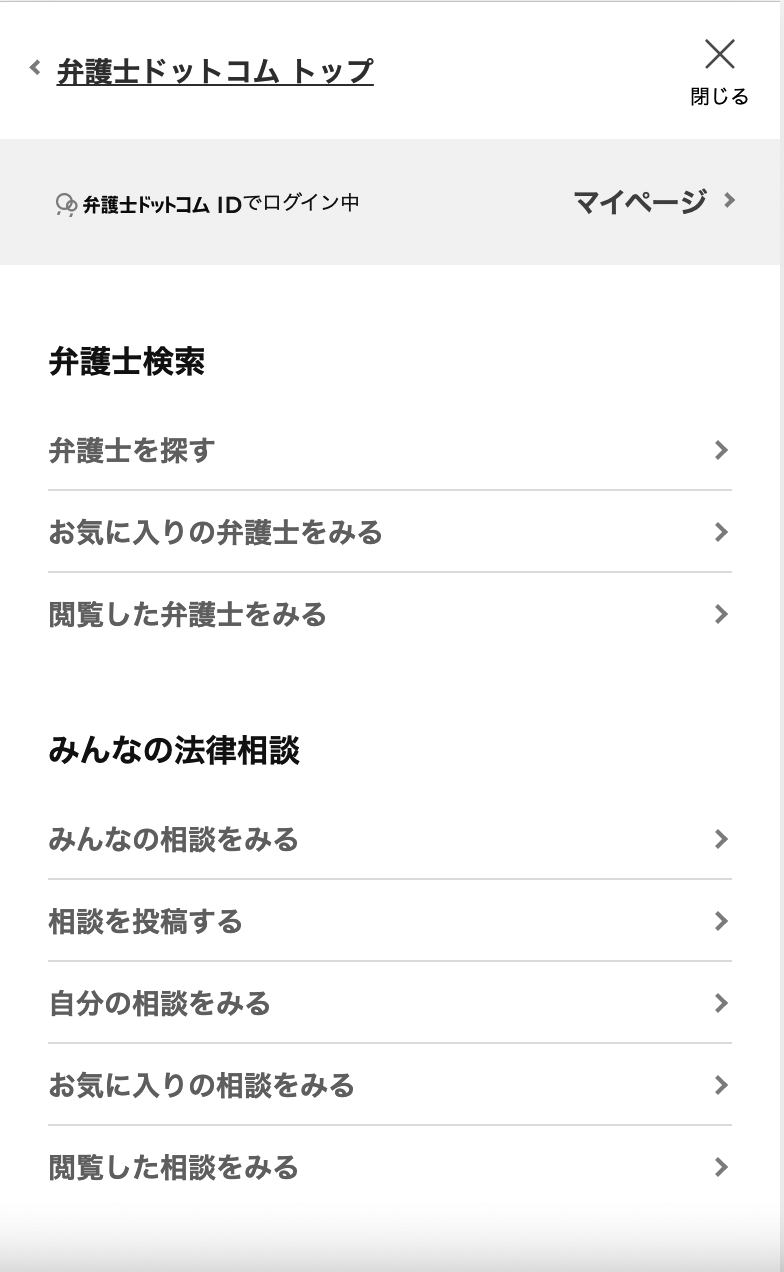 弁護士ドットコム トップ
閉じる
弁護士ドットコム IDでログイン中
マイページ
弁護士検索
弁護士を探す
お気に入りの弁護士をみる
閲覧した弁護士をみる
みんなの法律相談
みんなの相談をみる
相談を投稿する
自分の相談をみる
お気に入りの相談をみる
閲覧した相談をみる